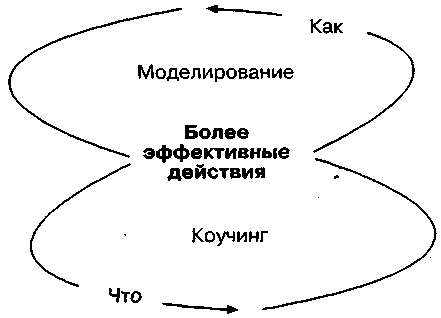 Как
Моделирование
Более
эффективные
действия
Коучинг
Что